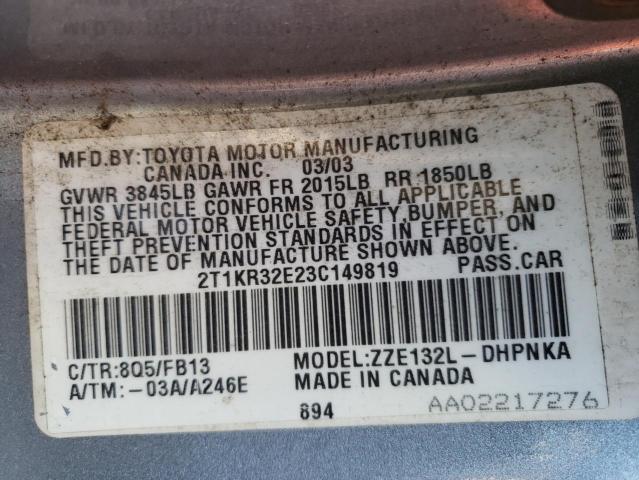 MFD.BY:TOYOTA MOTOR MANUFACTURING
CANADA INC. 03/03
GVWR 3845LB GAWR FR 2015LB RR 1850LB
THIS VEHICLE CONFORMS TO ALL APPLICABLE
FEDERAL MOTOR VEHICLE SAFETY,BUMPER, AND
THEFT PREVENTION STANDARDS IN EFFECT ON
THE DATE OF MANUFACTURE SHOWN ABOVE.
2T1KR32E23C149819 PASS.CAR
C/TR:8Q5/FB13 MODEL:ZZE132L-DHPNKA
A/TM:-03A/A246E MADE IN CANADA
894 AA02217276